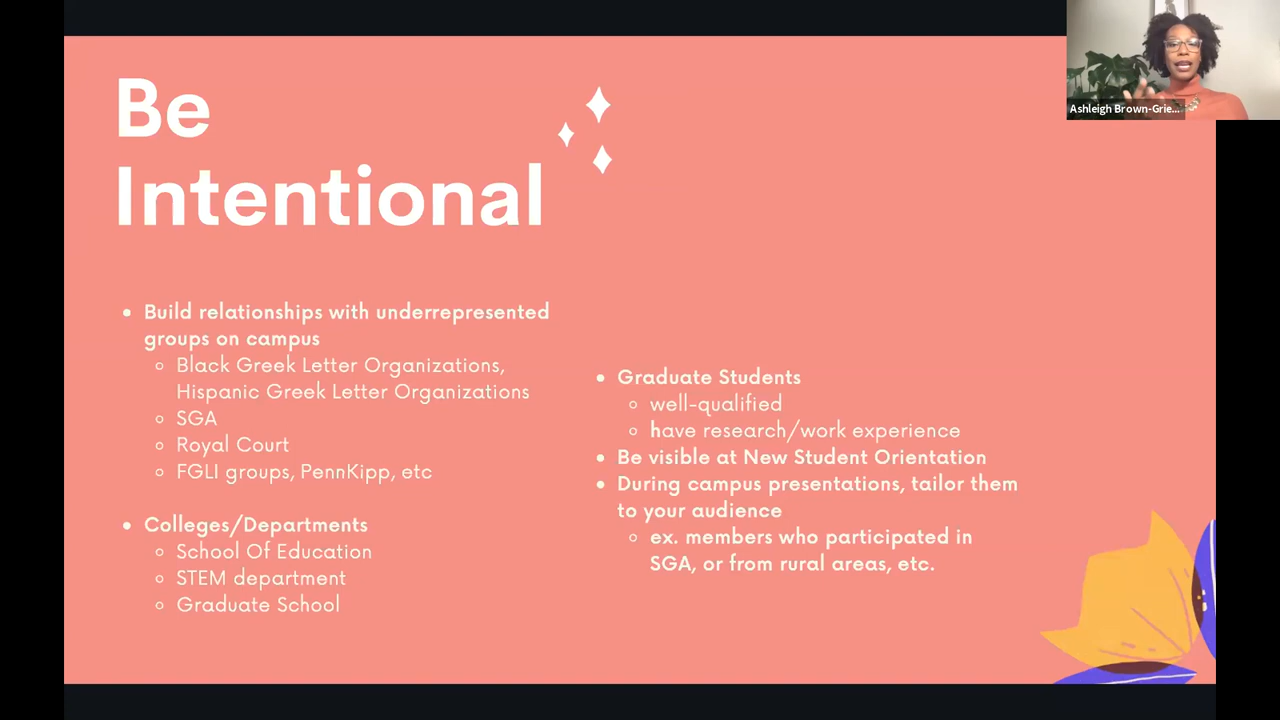 Be
Intentional
Build relationships with underrepresented
groups on campus
Black Greek Letter Organizations,
Hispanic Greek Letter Organizations
SGA
Royal Court
FGLI groups, PennKipp, etc
Colleges/Departments
School Of Education
STEM department
Graduate School
Graduate Students
well-qualified
have research/work experience
Be visible at New Student Orientation
During campus presentations, tailor them
to your audience
ex. members who participated in
SGA, or from rural areas, etc.
Ashleigh Brown-Grie...